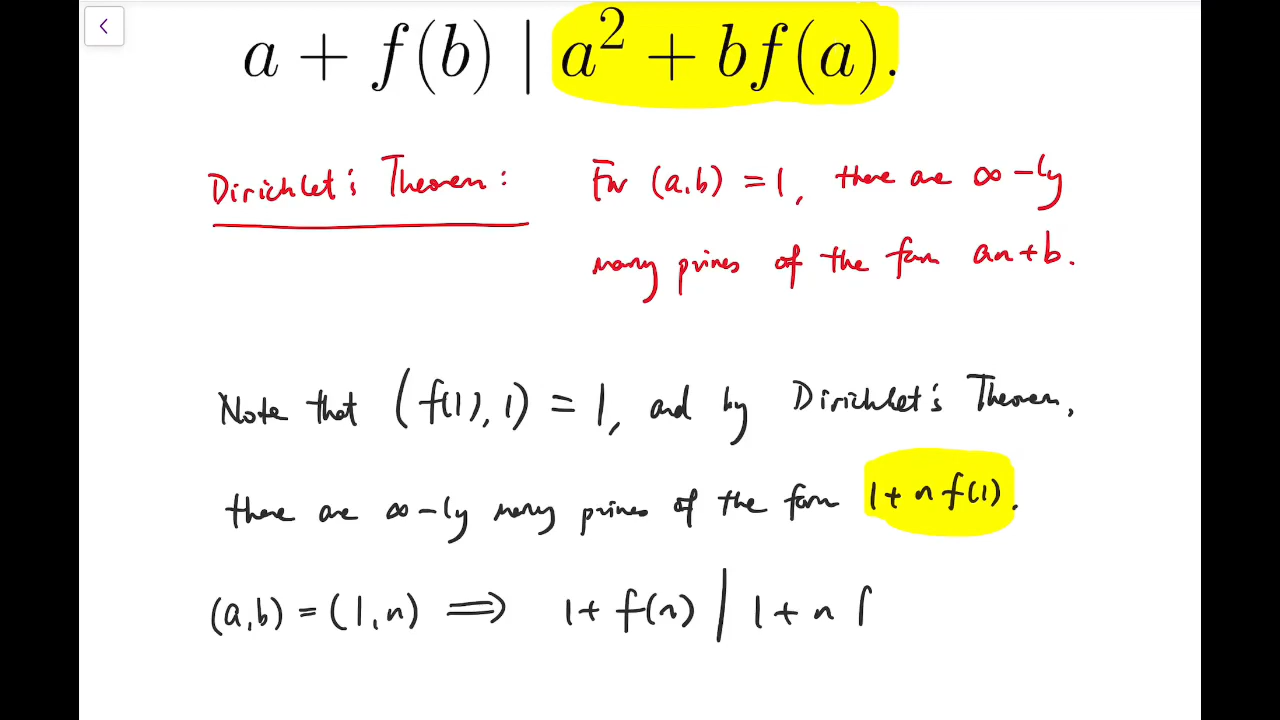 a + f(b) | a² + bf(a).
Dirichlet's Theorem: For (a,b) = 1, there are ∞-ly
many primes of the form an+b.
Note that (f(1), 1) = 1, and by Dirichlet's Theorem,
there are ∞-ly many primes of the form 1+ n f(1).
(a,b) = (1,n) ⟹ 1+ f(n) | 1+ n f